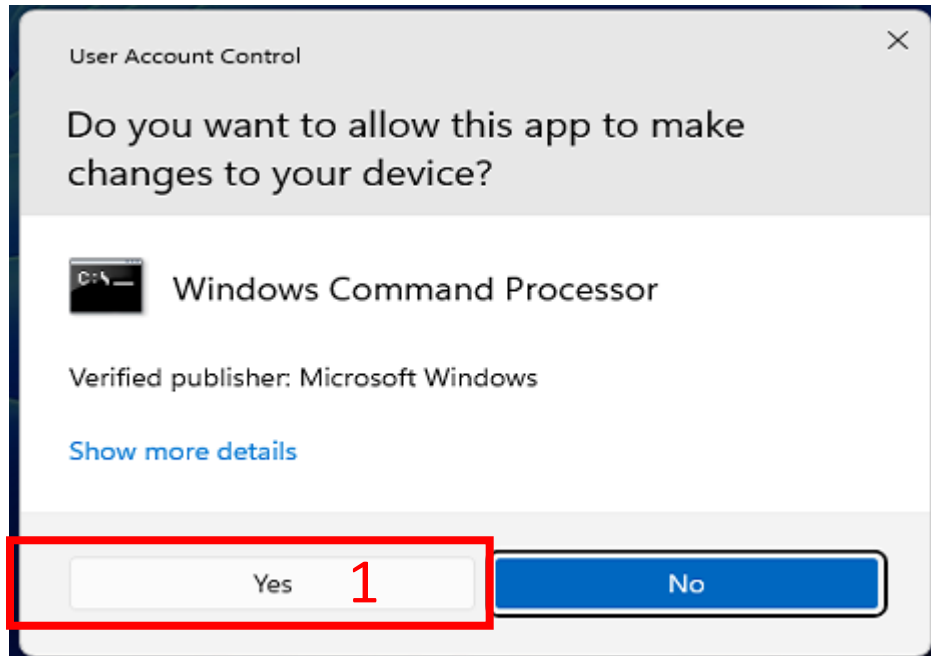 User Account Control
Do you want to allow this app to make
changes to your device?
C:\_
Windows Command Processor
Verified publisher: Microsoft Windows
Show more details
Yes 1 No